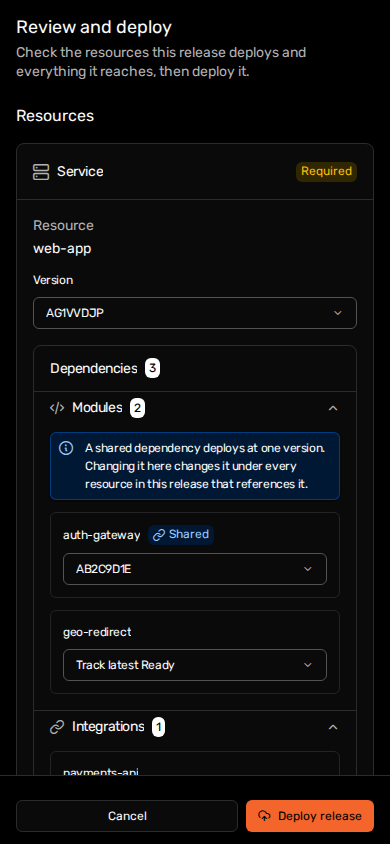 Review and deploy
Check the resources this release deploys and
everything it reaches, then deploy it.
Resources
Service
Required
Resource
web-app
Version
AG1VVDJP
Dependencies 3
Modules 2
A shared dependency deploys at one version.
Changing it here changes it under every
resource in this release that references it.
auth-gateway
Shared
AB2C9D1E
geo-redirect
Track latest Ready
Integrations 1
payments-api
Cancel
Deploy release